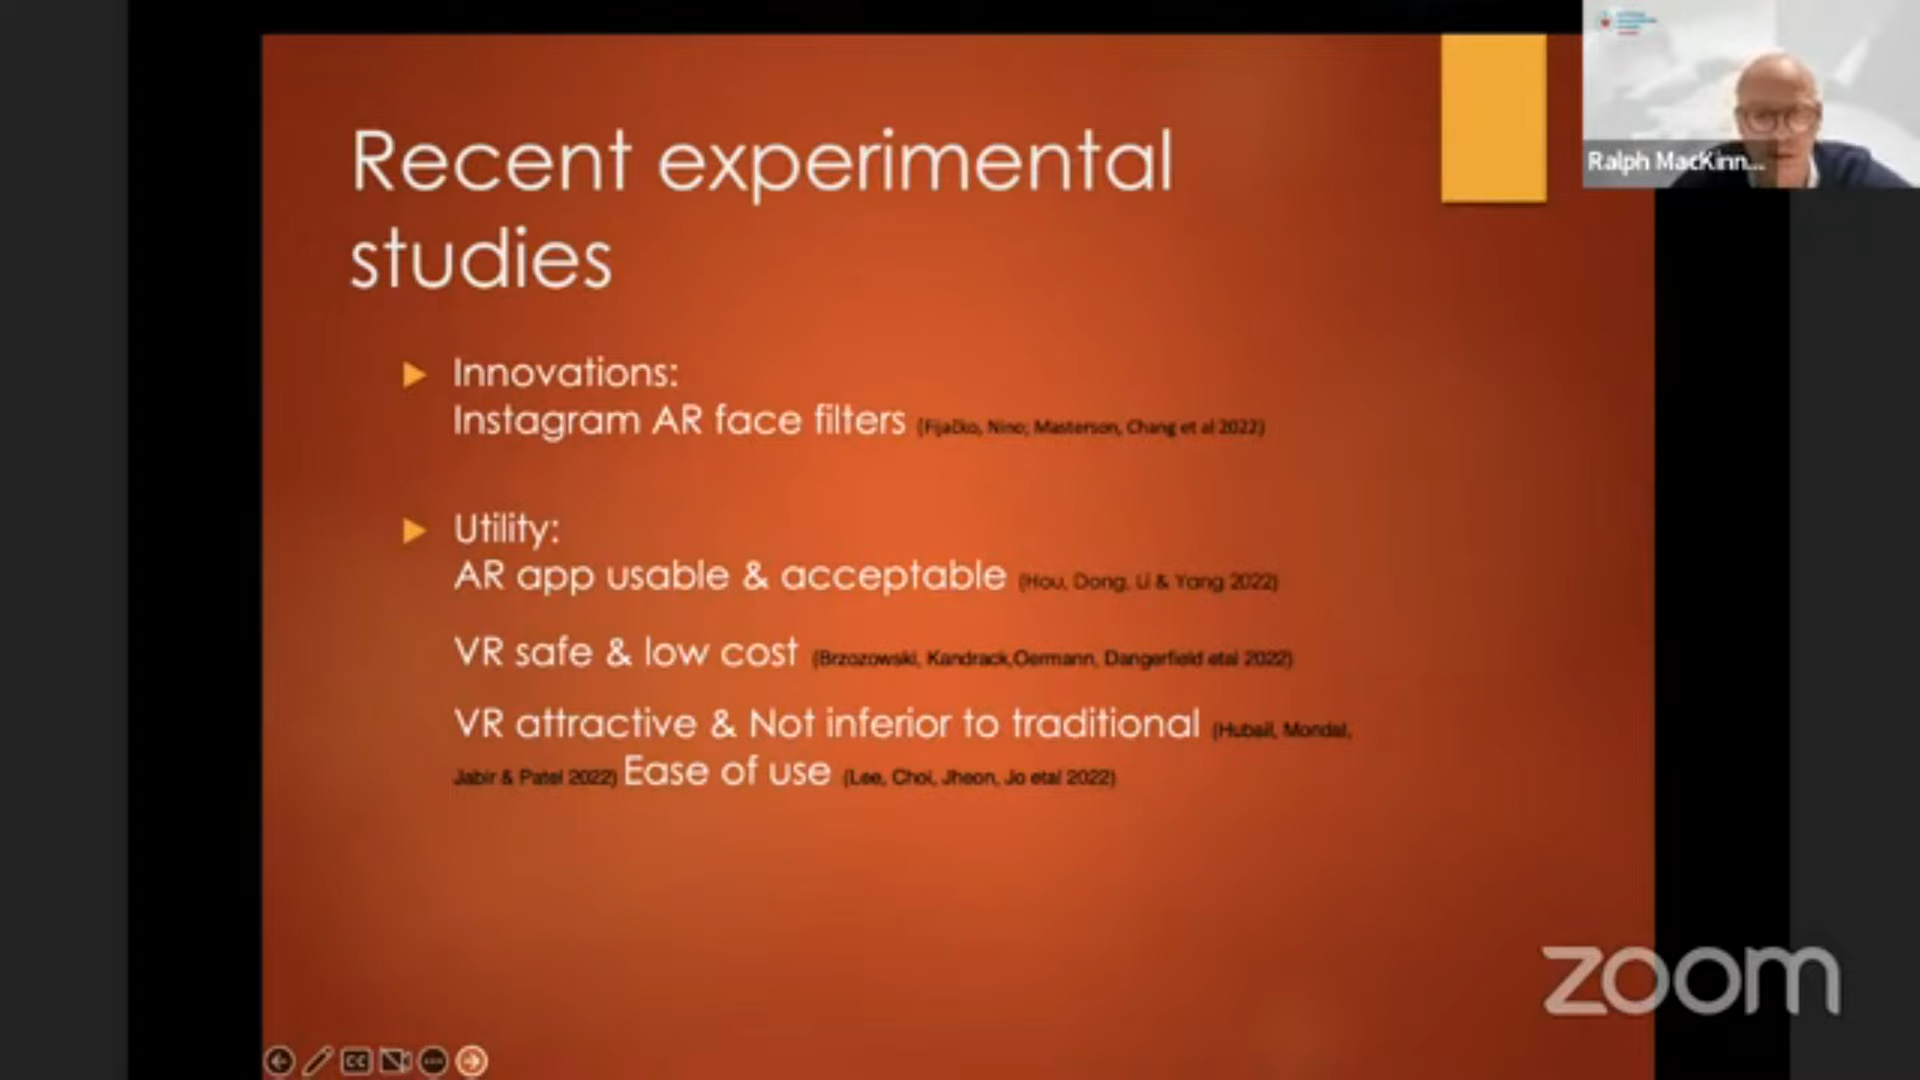 Recent experimental
studies
Innovations:
Instagram AR face filters (Fijačko, Nino; Masterson, Chang et al 2022)
Utility:
AR app usable & acceptable (Hou, Dong, Li & Yang 2022)
VR safe & low cost (Brzozowski, Kandrack,Oermann, Dangerfield etal 2022)
VR attractive & Not inferior to traditional (Hubail, Mondal,
Jabir & Patel 2022) Ease of use (Lee, Choi, Jheon, Jo etal 2022)
Ralph MacKinn...
zoom
CC